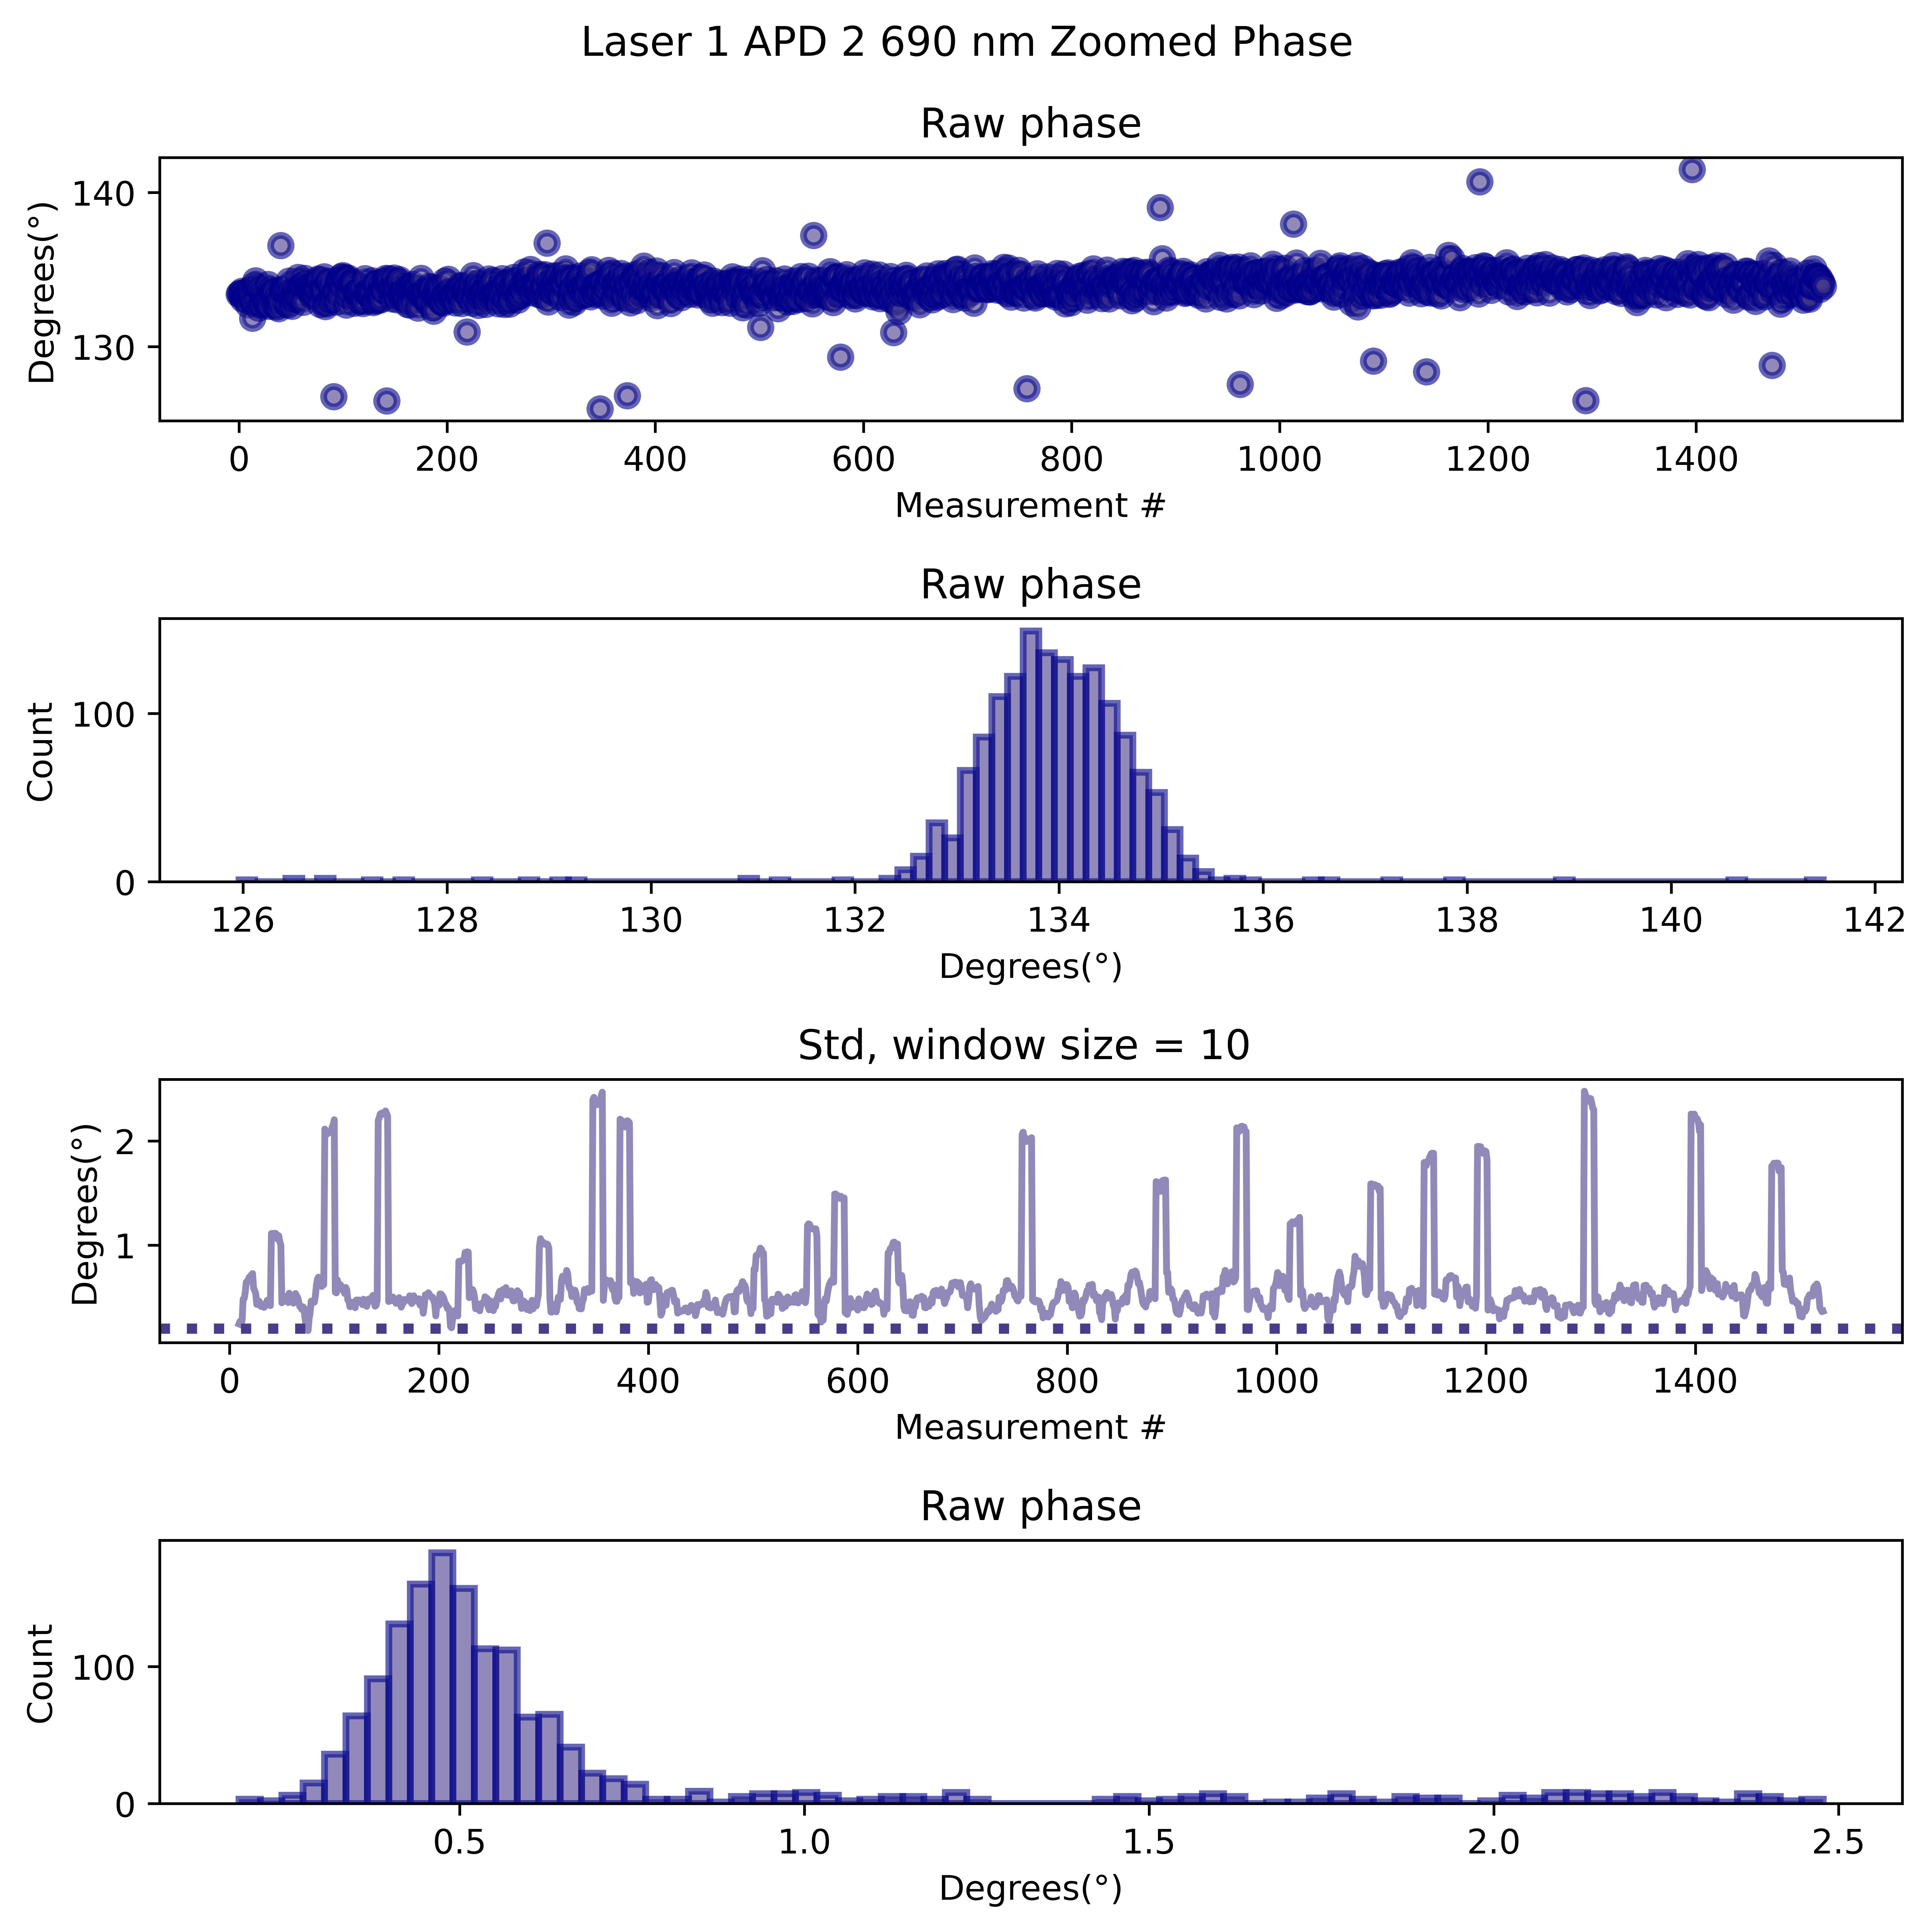 Laser 1 APD 2 690 nm Zoomed Phase
Raw phase
Degrees(°)
140
130
0 200 400 600 800 1000 1200 1400
Measurement #
Raw phase
Count
100
0
126 128 130 132 134 136 138 140 142
Degrees(°)
Std, window size = 10
Degrees(°)
2
1
0 200 400 600 800 1000 1200 1400
Measurement #
Raw phase
Count
100
0
0.5 1.0 1.5 2.0 2.5
Degrees(°)